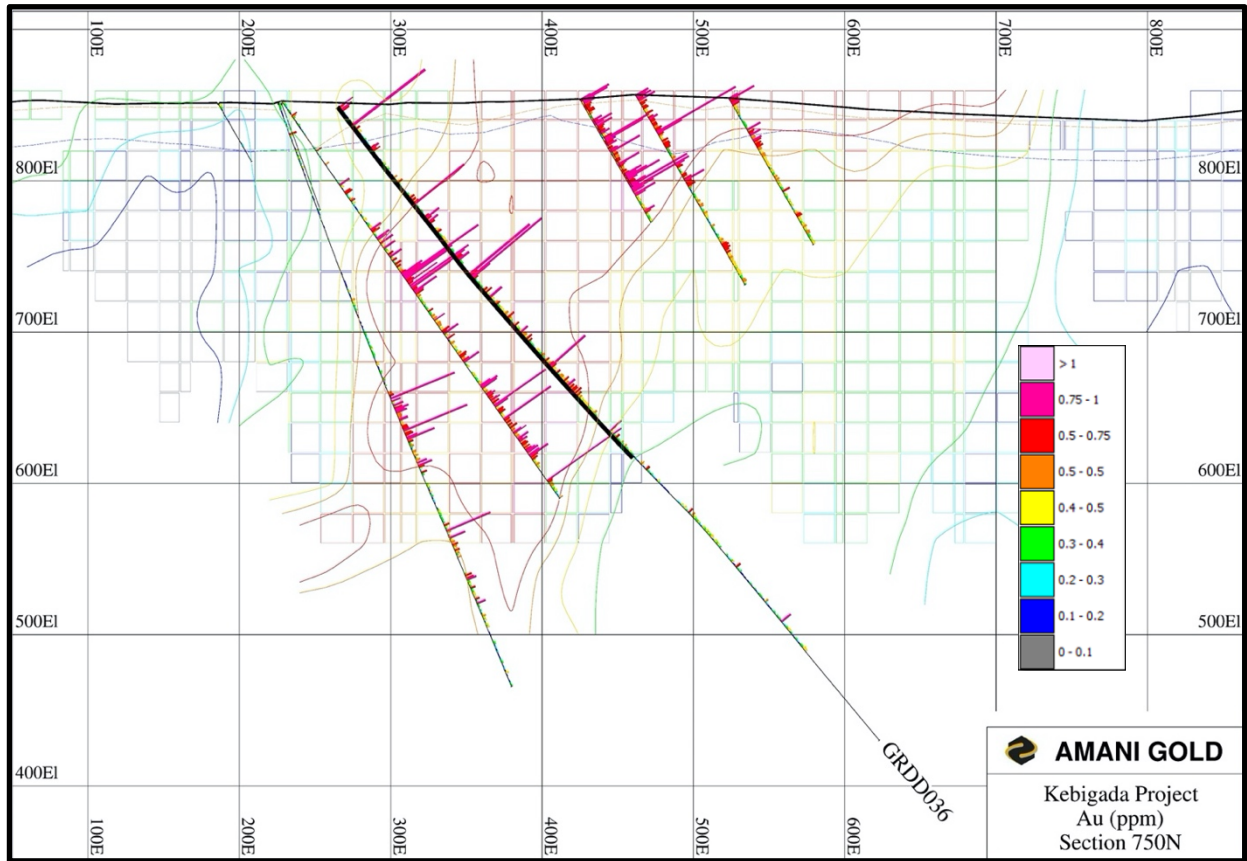 100E 200E 300E 400E 500E 600E 700E 800E
800El 800El
700El 700El
> 1
0.75 - 1
0.5 - 0.75
0.5 - 0.5
0.4 - 0.5
0.3 - 0.4
0.2 - 0.3
0.1 - 0.2
0 - 0.1
600El 600El
500El 500El
400El
GRDD036
AMANI GOLD
Kebigada Project
Au (ppm)
Section 750N
100E 200E 300E 400E 500E 600E